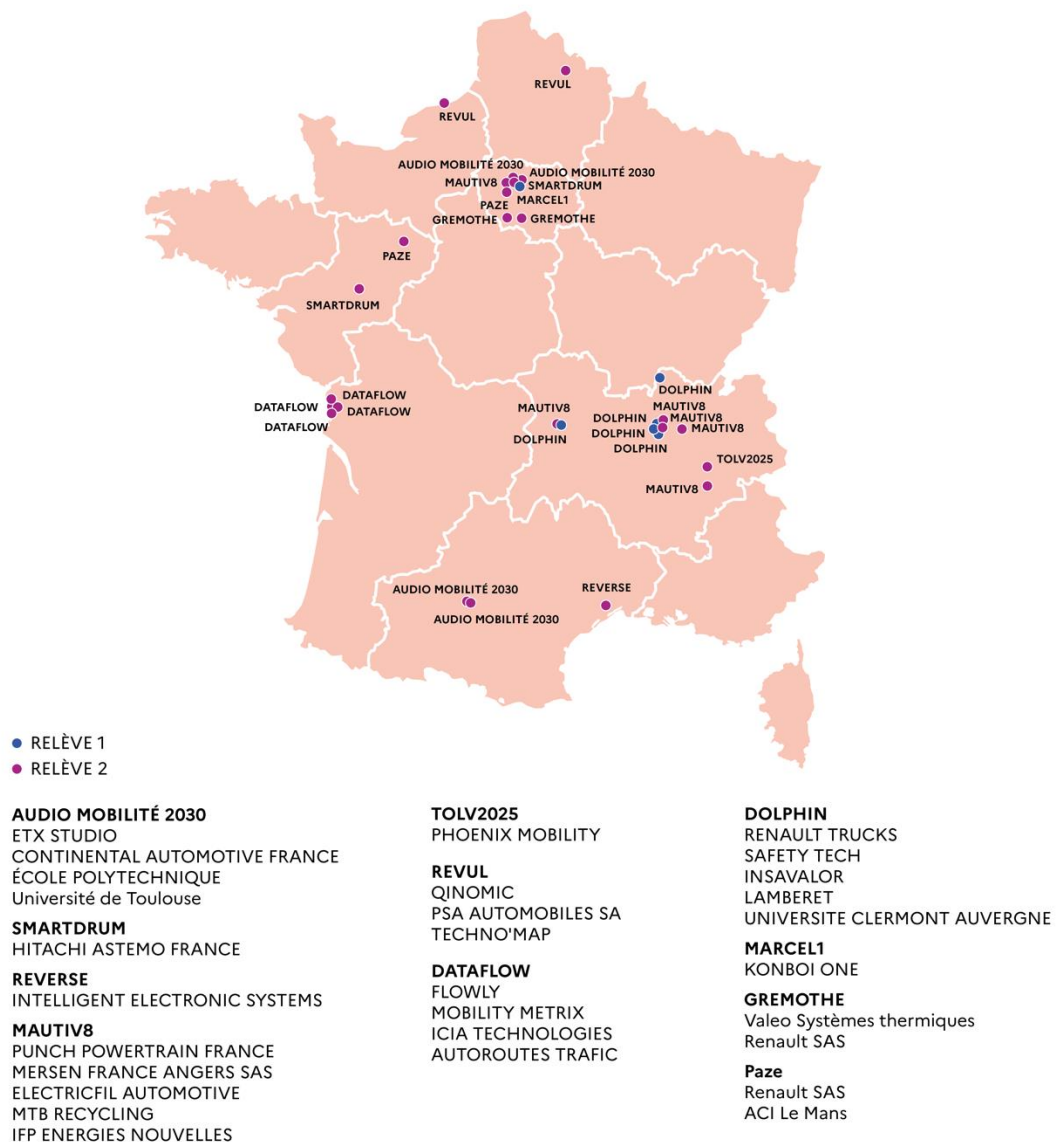 REVUL
REVUL
AUDIO MOBILITÉ 2030
AUDIO MOBILITÉ 2030
MAUTIV8
SMARTDRUM
PAZE
MARCEL1
GREMOTHE
GREMOTHE
PAZE
SMARTDRUM
DATAFLOW
DATAFLOW
DATAFLOW
DATAFLOW
DOLPHIN
MAUTIV8
MAUTIV8
DOLPHIN
MAUTIV8
MAUTIV8
DOLPHIN
DOLPHIN
DOLPHIN
TOLV2025
MAUTIV8
AUDIO MOBILITÉ 2030
REVERSE
AUDIO MOBILITÉ 2030
RELÈVE 1
RELÈVE 2
AUDIO MOBILITÉ 2030
ETX STUDIO
CONTINENTAL AUTOMOTIVE FRANCE
ÉCOLE POLYTECHNIQUE
Université de Toulouse
SMARTDRUM
HITACHI ASTEMO FRANCE
REVERSE
INTELLIGENT ELECTRONIC SYSTEMS
MAUTIV8
PUNCH POWERTRAIN FRANCE
MERSEN FRANCE ANGERS SAS
ELECTRICFIL AUTOMOTIVE
MTB RECYCLING
IFP ENERGIES NOUVELLES
TOLV2025
PHOENIX MOBILITY
REVUL
QINOMIC
PSA AUTOMOBILES SA
TECHNO'MAP
DATAFLOW
FLOWLY
MOBILITY METRIX
ICIA TECHNOLOGIES
AUTOROUTES TRAFIC
DOLPHIN
RENAULT TRUCKS
SAFETY TECH
INSAVALOR
LAMBERET
UNIVERSITE CLERMONT AUVERGNE
MARCEL1
KONBOI ONE
GREMOTHE
Valeo Systèmes thermiques
Renault SAS
Paze
Renault SAS
ACI Le Mans